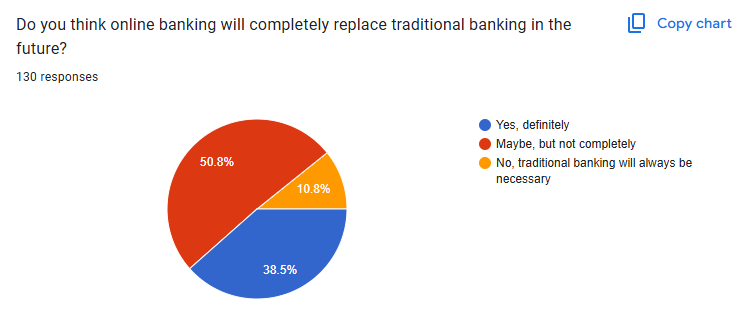 Do you think online banking will completely replace traditional banking in the
future?
Copy chart
130 responses
50.8%
10.8%
38.5%
Yes, definitely
Maybe, but not completely
No, traditional banking will always be
necessary